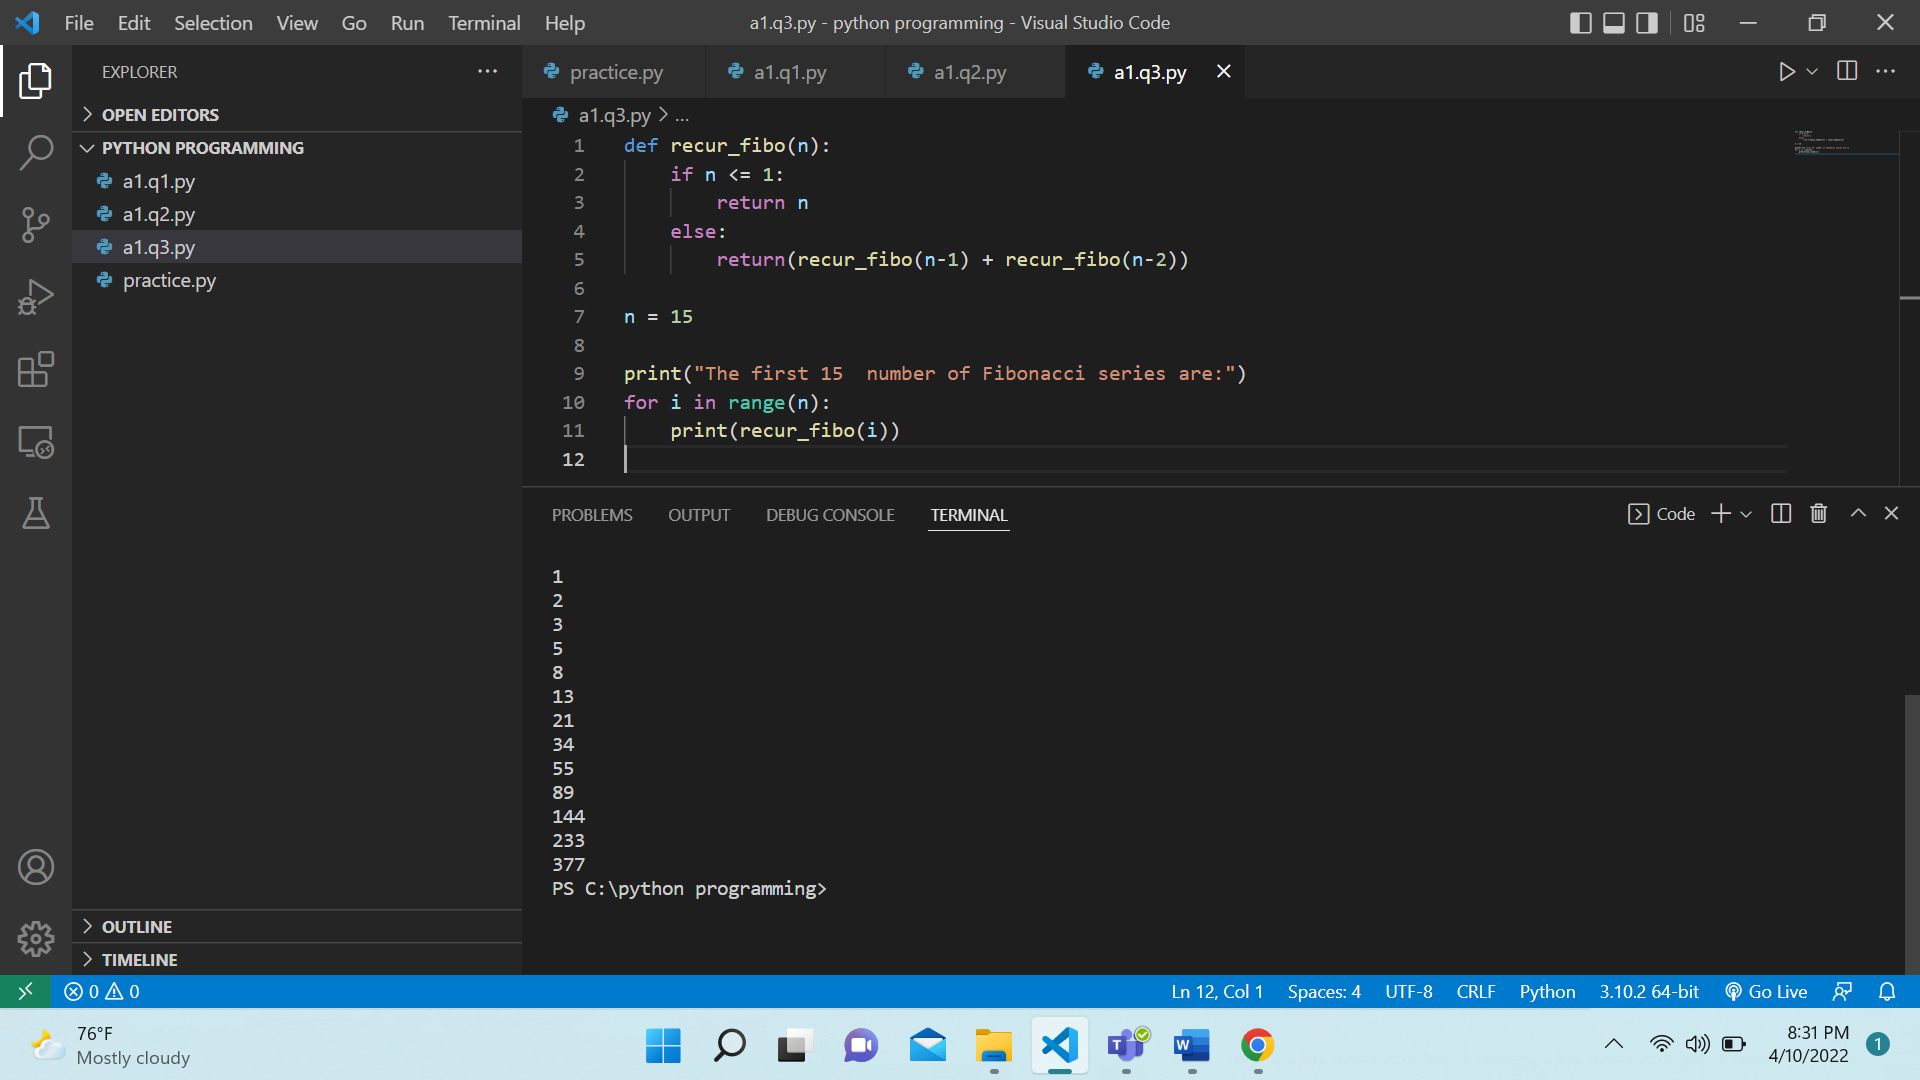 File Edit Selection View Go Run Terminal Help
a1.q3.py - python programming - Visual Studio Code
EXPLORER
OPEN EDITORS
PYTHON PROGRAMMING
a1.q1.py
a1.q2.py
a1.q3.py
practice.py
OUTLINE
TIMELINE
practice.py a1.q1.py a1.q2.py a1.q3.py
a1.q3.py > ...
1 def recur_fibo(n):
2 if n <= 1:
3 return n
4 else:
5 return(recur_fibo(n-1) + recur_fibo(n-2))
6
7 n = 15
8
9 print("The first 15  number of Fibonacci series are:")
10 for i in range(n):
11 print(recur_fibo(i))
12
PROBLEMS OUTPUT DEBUG CONSOLE TERMINAL Code
1
2
3
5
8
13
21
34
55
89
144
233
377
PS C:\python programming>
0 0 Ln 12, Col 1 Spaces: 4 UTF-8 CRLF Python 3.10.2 64-bit Go Live
76°F
Mostly cloudy
8:31 PM
4/10/2022
1